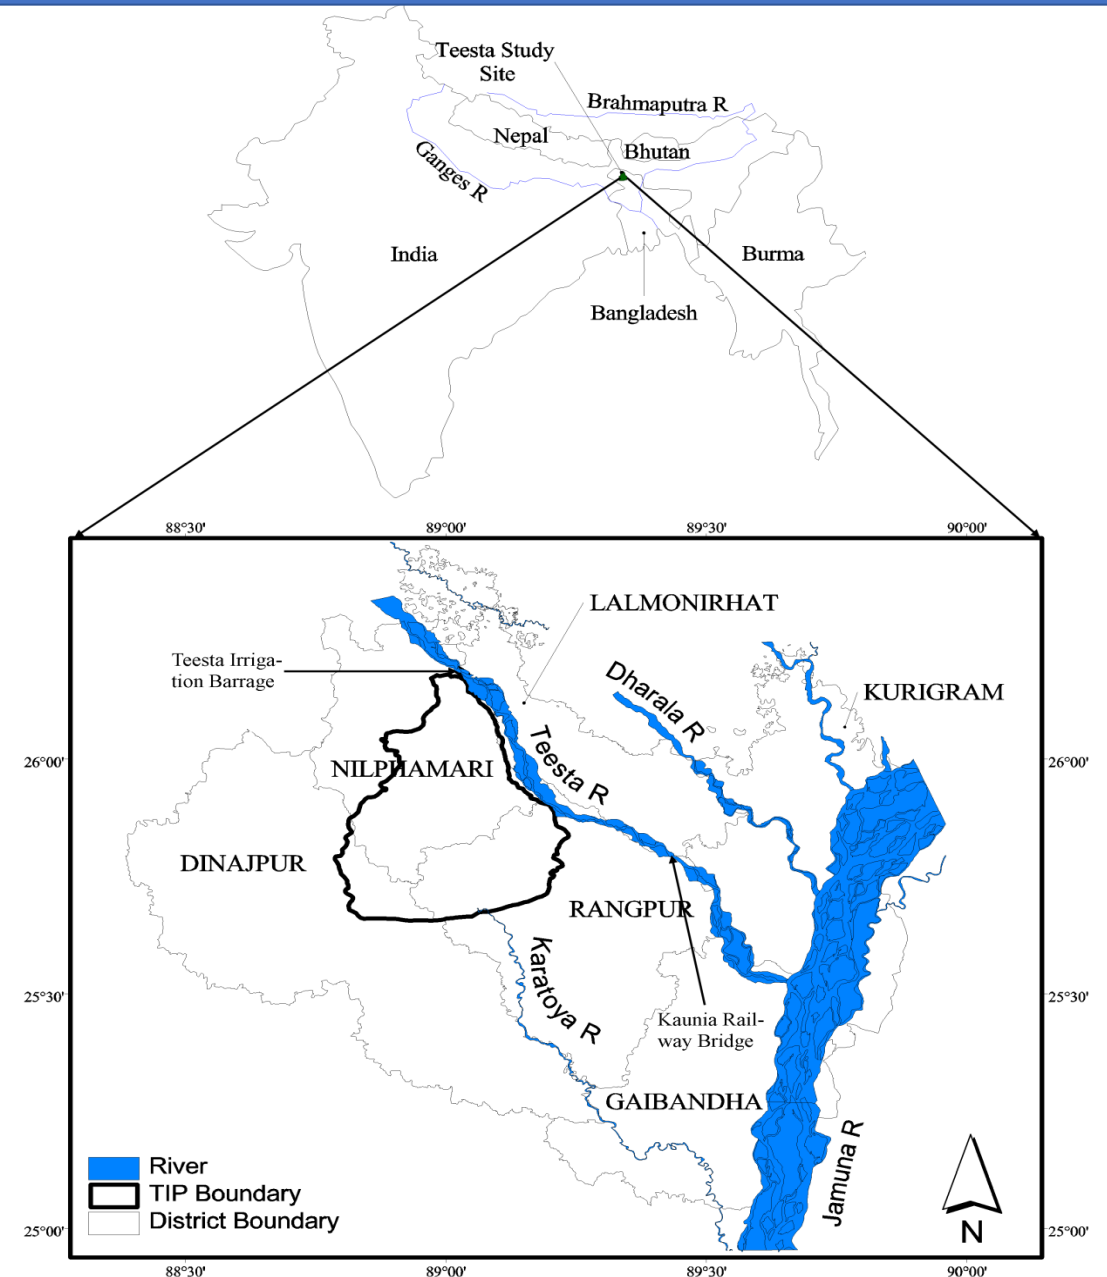 Teesta Study
Site
Brahmaputra R
Nepal
Bhutan
Ganges R
India
Burma
Bangladesh
88°30'
89°00'
89°30'
90°00'
LALMONIRHAT
Teesta Irriga-
tion Barrage
Dharala R
KURIGRAM
Teesta R
26°00'
26°00'
NILPHAMARI
DINAJPUR
RANGPUR
Karatoya R
25°30'
25°30'
Kaunia Rail-
way Bridge
GAIBANDHA
Jamuna R
River
TIP Boundary
District Boundary
N
25°00'
25°00'
88°30'
89°00'
89°30'
90°00'